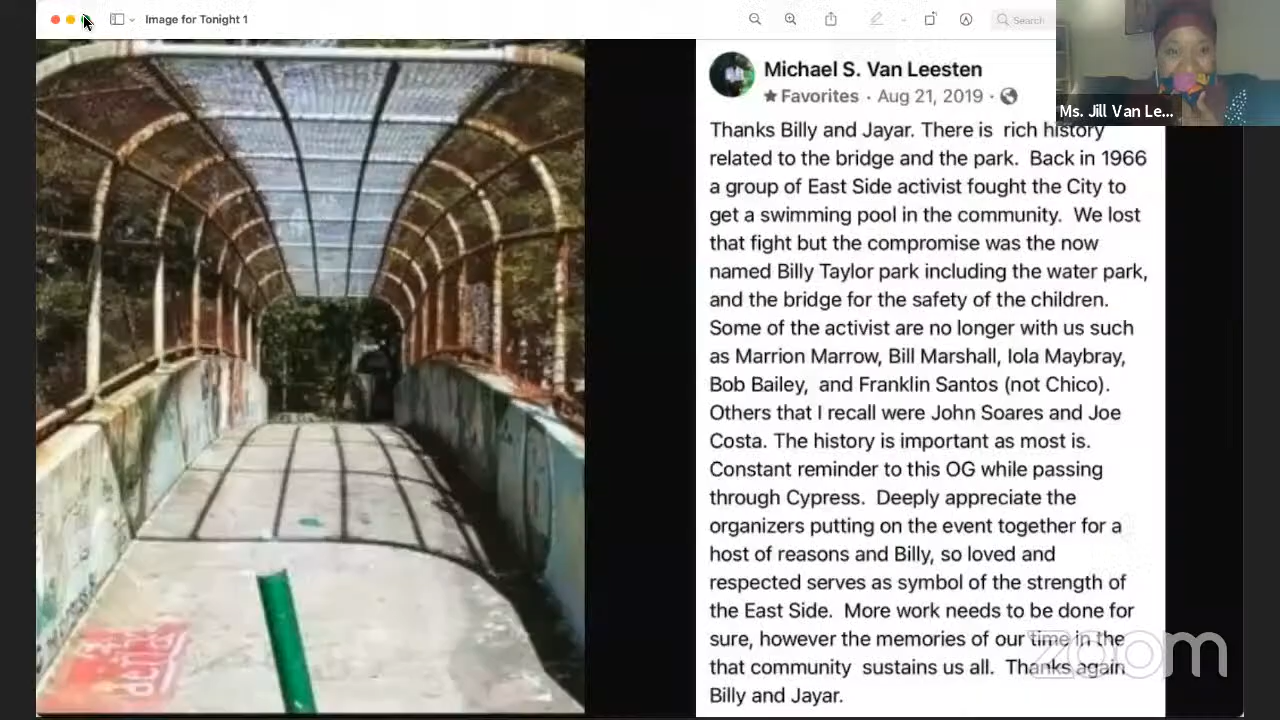 Image for Tonight 1
Search
Michael S. Van Leesten
Favorites · Aug 21, 2019 ·
Ms. Jill Van Le...
Thanks Billy and Jayar. There is rich history
related to the bridge and the park. Back in 1966
a group of East Side activist fought the City to
get a swimming pool in the community. We lost
that fight but the compromise was the now
named Billy Taylor park including the water park,
and the bridge for the safety of the children.
Some of the activist are no longer with us such
as Marrion Marrow, Bill Marshall, Iola Maybray,
Bob Bailey, and Franklin Santos (not Chico).
Others that I recall were John Soares and Joe
Costa. The history is important as most is.
Constant reminder to this OG while passing
through Cypress. Deeply appreciate the
organizers putting on the event together for a
host of reasons and Billy, so loved and
respected serves as symbol of the strength of
the East Side. More work needs to be done for
sure, however the memories of our time in the
that community sustains us all. Thanks again
Billy and Jayar.
zoom